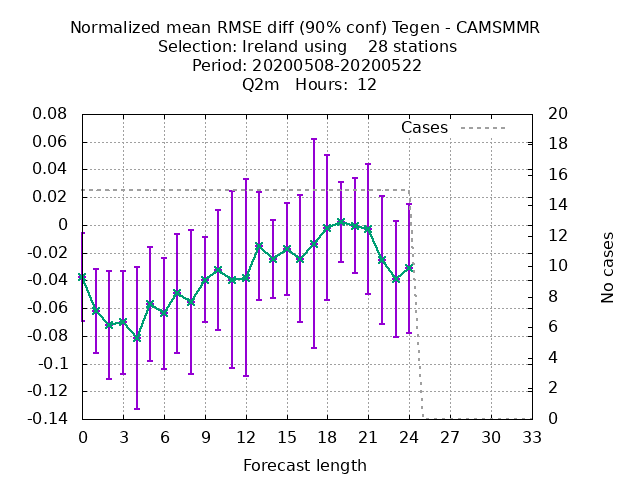 Normalized mean RMSE diff (90% conf) Tegen - CAMSMMR
Selection: Ireland using    28 stations
Period: 20200508-20200522
Q2m   Hours:  12
Cases
0.08
0.06
0.04
0.02
0
-0.02
-0.04
-0.06
-0.08
-0.1
-0.12
-0.14
20
18
16
14
12
10
8
6
4
2
0
No cases
0 3 6 9 12 15 18 21 24 27 30 33
Forecast length